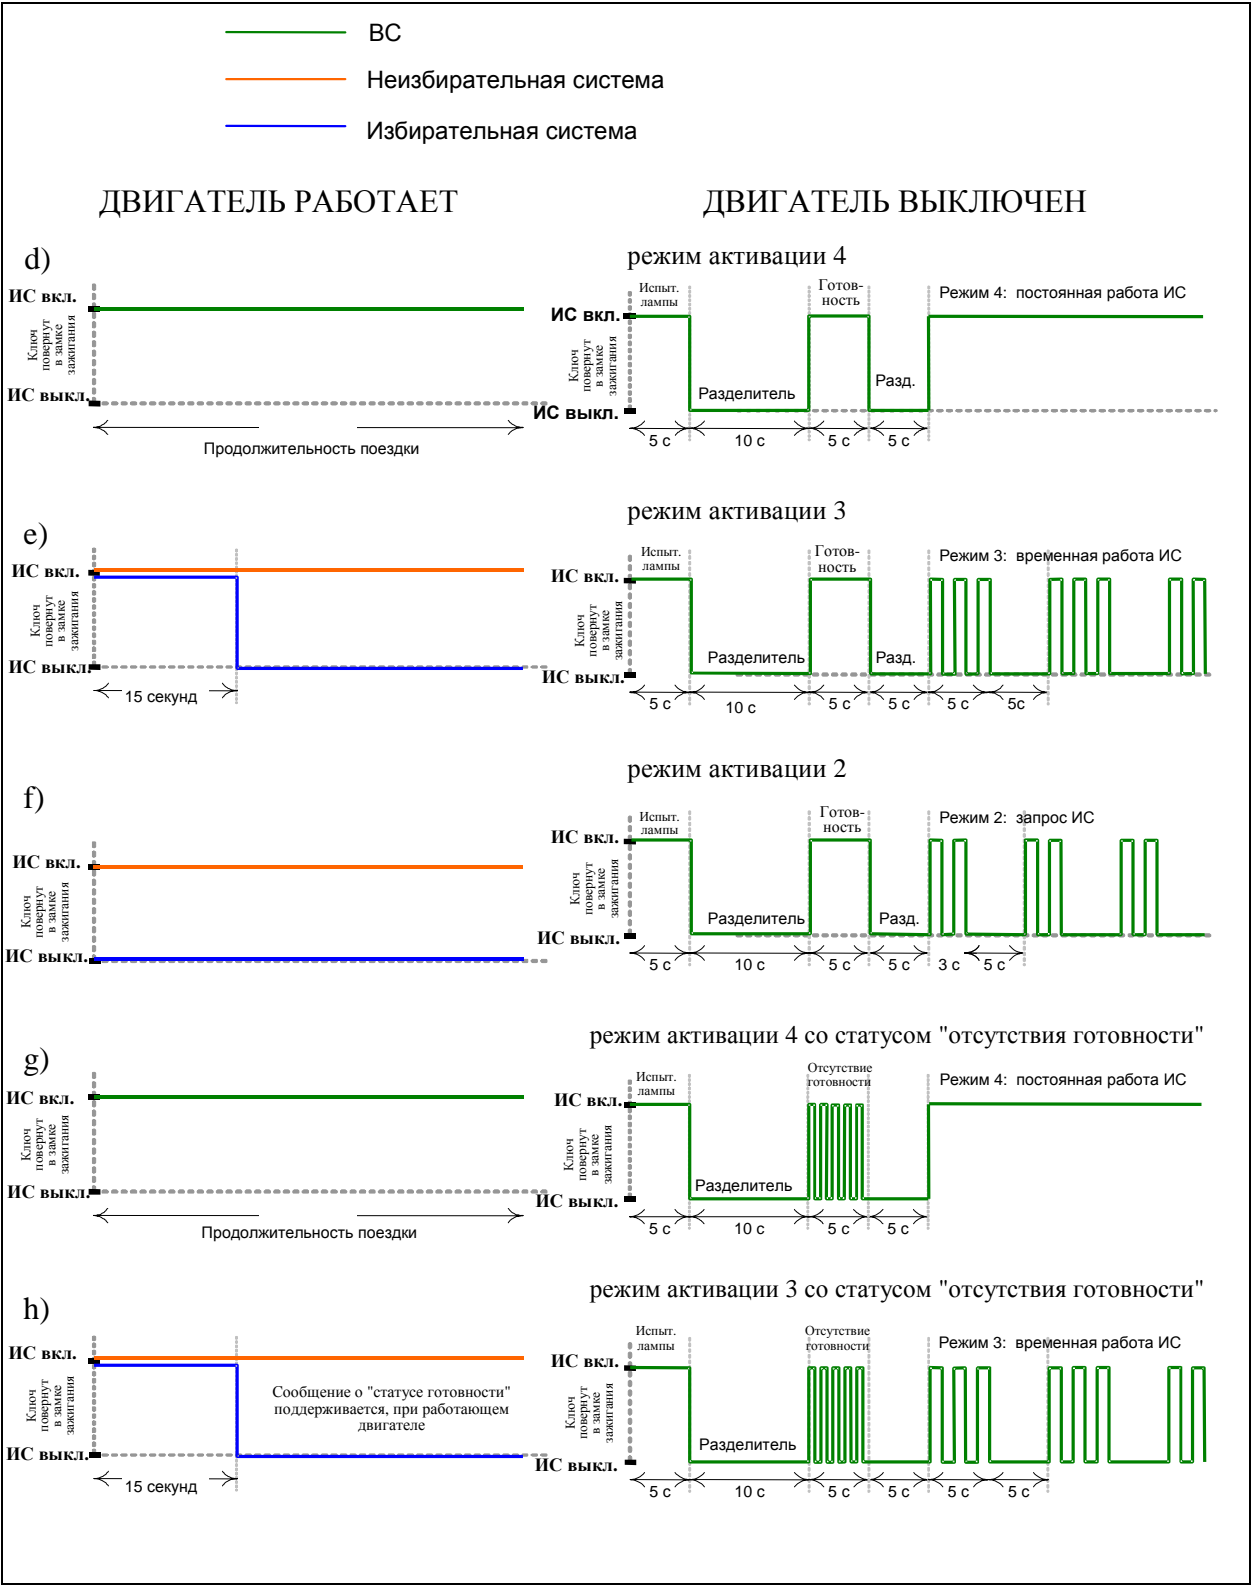 ВС
Неизбирательная система
Избирательная система
ДВИГАТЕЛЬ РАБОТАЕТ
ДВИГАТЕЛЬ ВЫКЛЮЧЕН
d)
ИС вкл.
Ключ
повернут
в замке
зажигания
ИС выкл.
Продолжительность поездки
режим активации 4
Испыт.
лампы
Готов-
ность
Режим 4: постоянная работа ИС
ИС вкл.
Ключ
повернут
в замке
зажигания
Разделитель
Разд.
ИС выкл.
5 с
10 с
5 с
5 с
e)
ИС вкл.
Ключ
повернут
в замке
зажигания
ИС выкл.
15 секунд
режим активации 3
Испыт.
лампы
Готов-
ность
Режим 3: временная работа ИС
ИС вкл.
Ключ
повернут
в замке
зажигания
Разделитель
Разд.
ИС выкл.
5 с
10 с
5 с
5 с
5 с
5с
f)
ИС вкл.
Ключ
повернут
в замке
зажигания
ИС выкл.
режим активации 2
Испыт.
лампы
Готов-
ность
Режим 2: запрос ИС
ИС вкл.
Ключ
повернут
в замке
зажигания
Разделитель
Разд.
ИС выкл.
5 с
10 с
5 с
5 с
3 с
5 с
g)
ИС вкл.
Ключ
повернут
в замке
зажигания
ИС выкл.
Продолжительность поездки
режим активации 4 со статусом "отсутствия готовности"
Испыт.
лампы
Отсутствие
готовности
Режим 4: постоянная работа ИС
ИС вкл.
Ключ
повернут
в замке
зажигания
Разделитель
ИС выкл.
5 с
10 с
5 с
5 с
h)
ИС вкл.
Ключ
повернут
в замке
зажигания
ИС выкл.
15 секунд
Сообщение о "статусе готовности"
поддерживается, при работающем
двигателе
режим активации 3 со статусом "отсутствия готовности"
Испыт.
лампы
Отсутствие
готовности
Режим 3: временная работа ИС
ИС вкл.
Ключ
повернут
в замке
зажигания
Разделитель
ИС выкл.
5 с
10 с
5 с
5 с
5 с
5 с